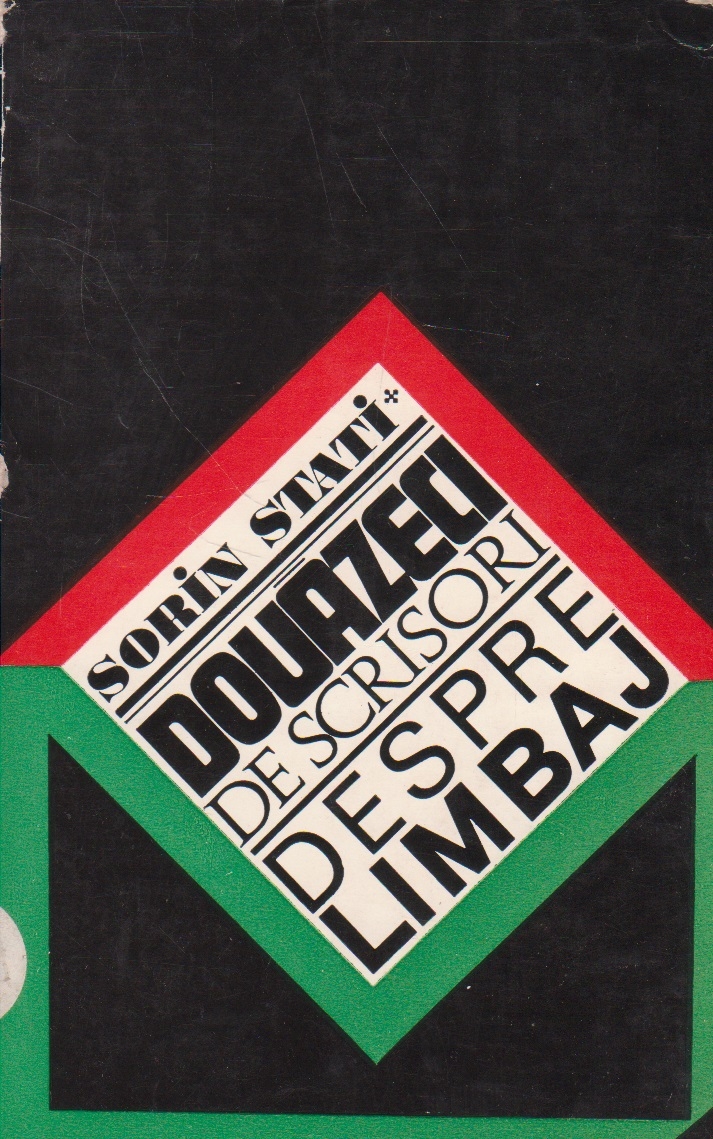 SORIN STATI
DOUĂZECI
DE SCRISORI
DESPRE
LIMBAJ